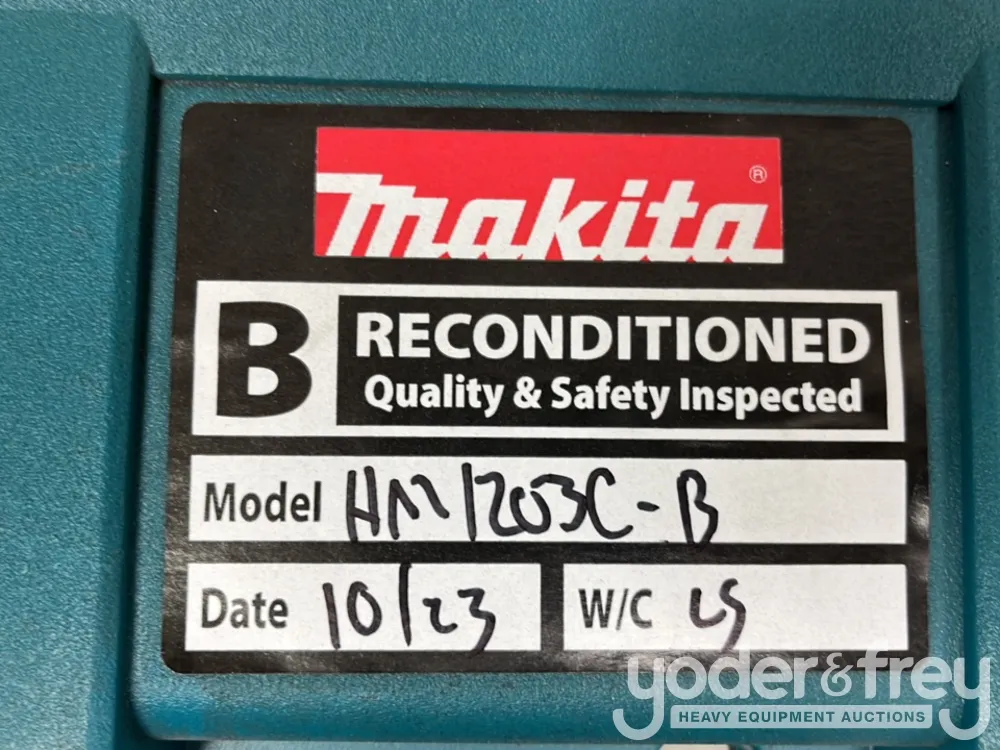 makita®
B RECONDITIONED
Quality & Safety Inspected
Model HM1203C-B
Date 10/23 W/C LS
yoder&frey
HEAVY EQUIPMENT AUCTIONS